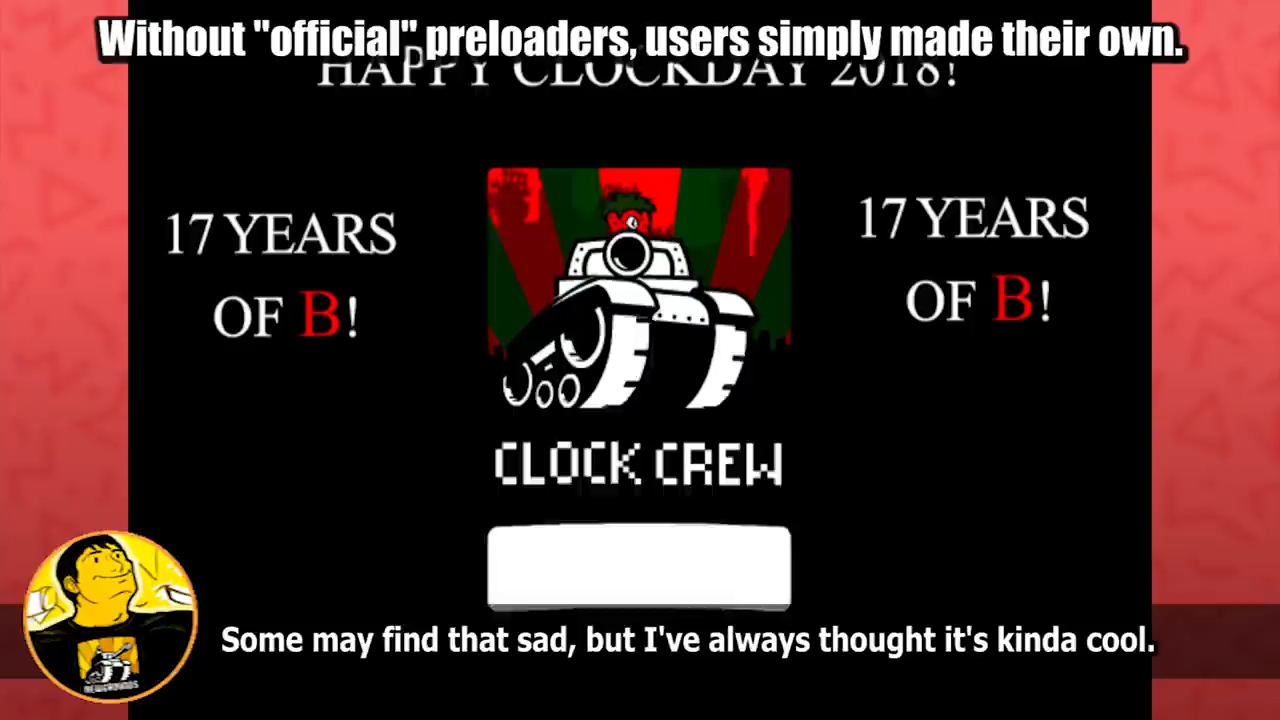 Without "official" preloaders, users simply made their own.
HAPPY CLOCKDAY 2018!
17 YEARS
OF B!
17 YEARS
OF B!
CLOCK CREW
Some may find that sad, but I've always thought it's kinda cool.
NEWGROUNDS